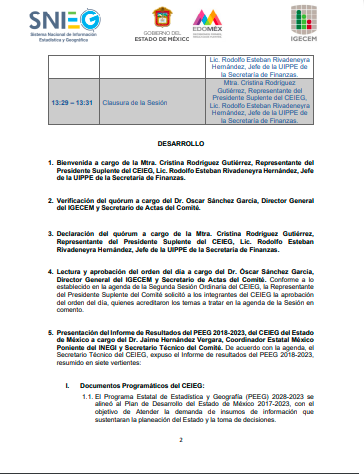 SNIEG
Sistema Nacional de Información
Estadística y Geográfica
GOBIERNO DEL
ESTADO DE MÉXICO
EDOMÉX
IGECEM
Lic. Rodolfo Esteban Rivadeneyra
Hernández, Jefe de la UIPPE de
la Secretaría de Finanzas.
13:29 – 13:31
Clausura de la Sesión
Mtra. Cristina Rodríguez
Gutiérrez, Representante del
Presidente Suplente del CEIEG,
Lic. Rodolfo Esteban Rivadeneyra
Hernández, Jefe de la UIPPE de
la Secretaría de Finanzas.
DESARROLLO
1. Bienvenida a cargo de la Mtra. Cristina Rodríguez Gutiérrez, Representante del
Presidente Suplente del CEIEG, Lic. Rodolfo Esteban Rivadeneyra Hernández, Jefe
de la UIPPE de la Secretaría de Finanzas.
2. Verificación del quórum a cargo del Dr. Oscar Sánchez García, Director General
del IGECEM y Secretario de Actas del Comité.
3. Declaración del quórum a cargo de la Mtra. Cristina Rodríguez Gutiérrez,
Representante del Presidente Suplente del CEIEG, Lic. Rodolfo Esteban
Rivadeneyra Hernández, Jefe de la UIPPE de la Secretaría de Finanzas.
4. Lectura y aprobación del orden del día a cargo del Dr. Oscar Sánchez García,
Director General del IGECEM y Secretario de Actas del Comité. Conforme a lo
establecido en la agenda de la Segunda Sesión Ordinaria del CEIEG, la Representante
del Presidente Suplente del Comité solicitó a los integrantes del CEIEG la aprobación
del orden del día, quienes acreditaron los temas a tratar en la agenda de la Sesión en
comento.
5. Presentación del Informe de Resultados del PEEG 2018-2023, del CEIEG del Estado
de México a cargo del Dr. Jaime Hernández Vergara, Coordinador Estatal México
Poniente del INEGI y Secretario Técnico del Comité. De acuerdo con la agenda, el
Secretario Técnico del CEIEG, expuso el Informe de resultados del PEEG 2018-2023,
resumido en siete vertientes:
I. Documentos Programáticos del CEIEG:
1.1. El Programa Estatal de Estadística y Geografía (PEEG) 2028-2023 se
alineó al Plan de Desarrollo del Estado de México 2017-2023, con el
objetivo de Atender la demanda de insumos de información que
sustentaran la planeación del Estado y la toma de decisiones.
2